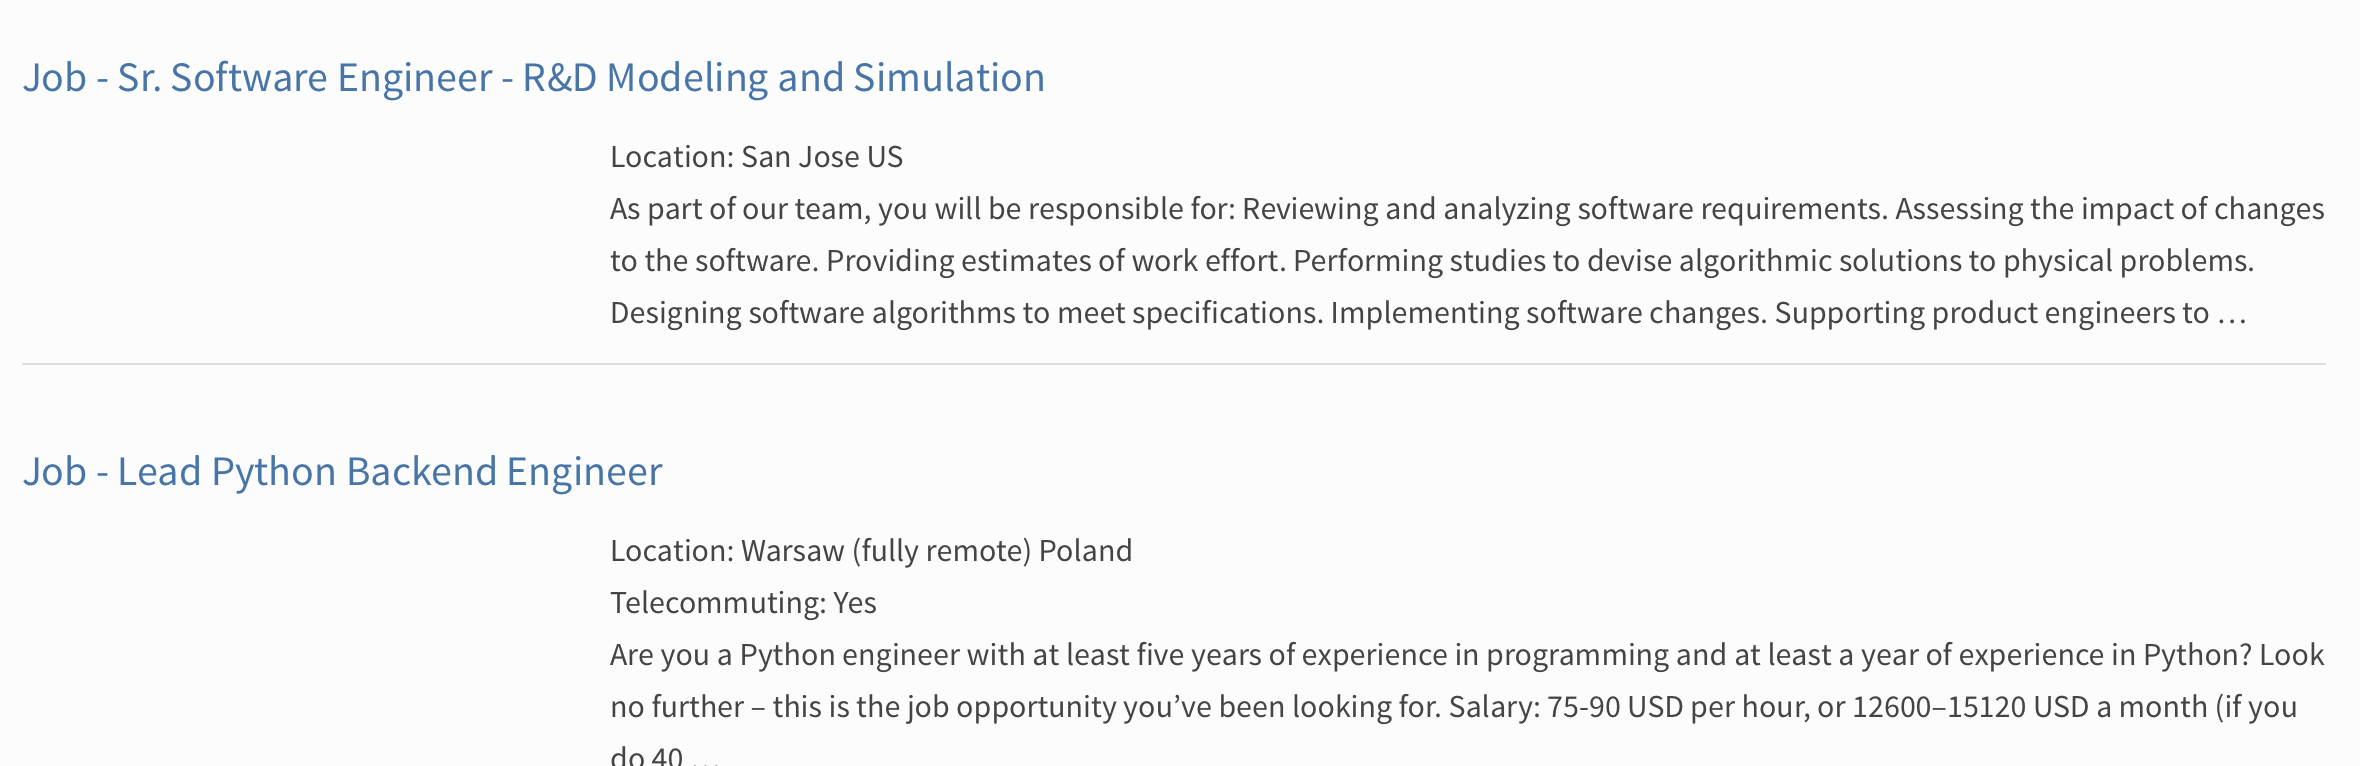 Job - Sr. Software Engineer - R&D Modeling and Simulation
Location: San Jose US
As part of our team, you will be responsible for: Reviewing and analyzing software requirements. Assessing the impact of changes
to the software. Providing estimates of work effort. Performing studies to devise algorithmic solutions to physical problems.
Designing software algorithms to meet specifications. Implementing software changes. Supporting product engineers to …
Job - Lead Python Backend Engineer
Location: Warsaw (fully remote) Poland
Telecommuting: Yes
Are you a Python engineer with at least five years of experience in programming and at least a year of experience in Python? Look
no further – this is the job opportunity you’ve been looking for. Salary: 75-90 USD per hour, or 12600–15120 USD a month (if you
do 40 …